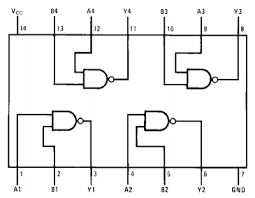 VCC B4 A4 Y4 B3 A3 Y3
14 13 12 11 10 9 8
1 2 3 4 5 6 7
A1 B1 Y1 A2 B2 Y2 GND